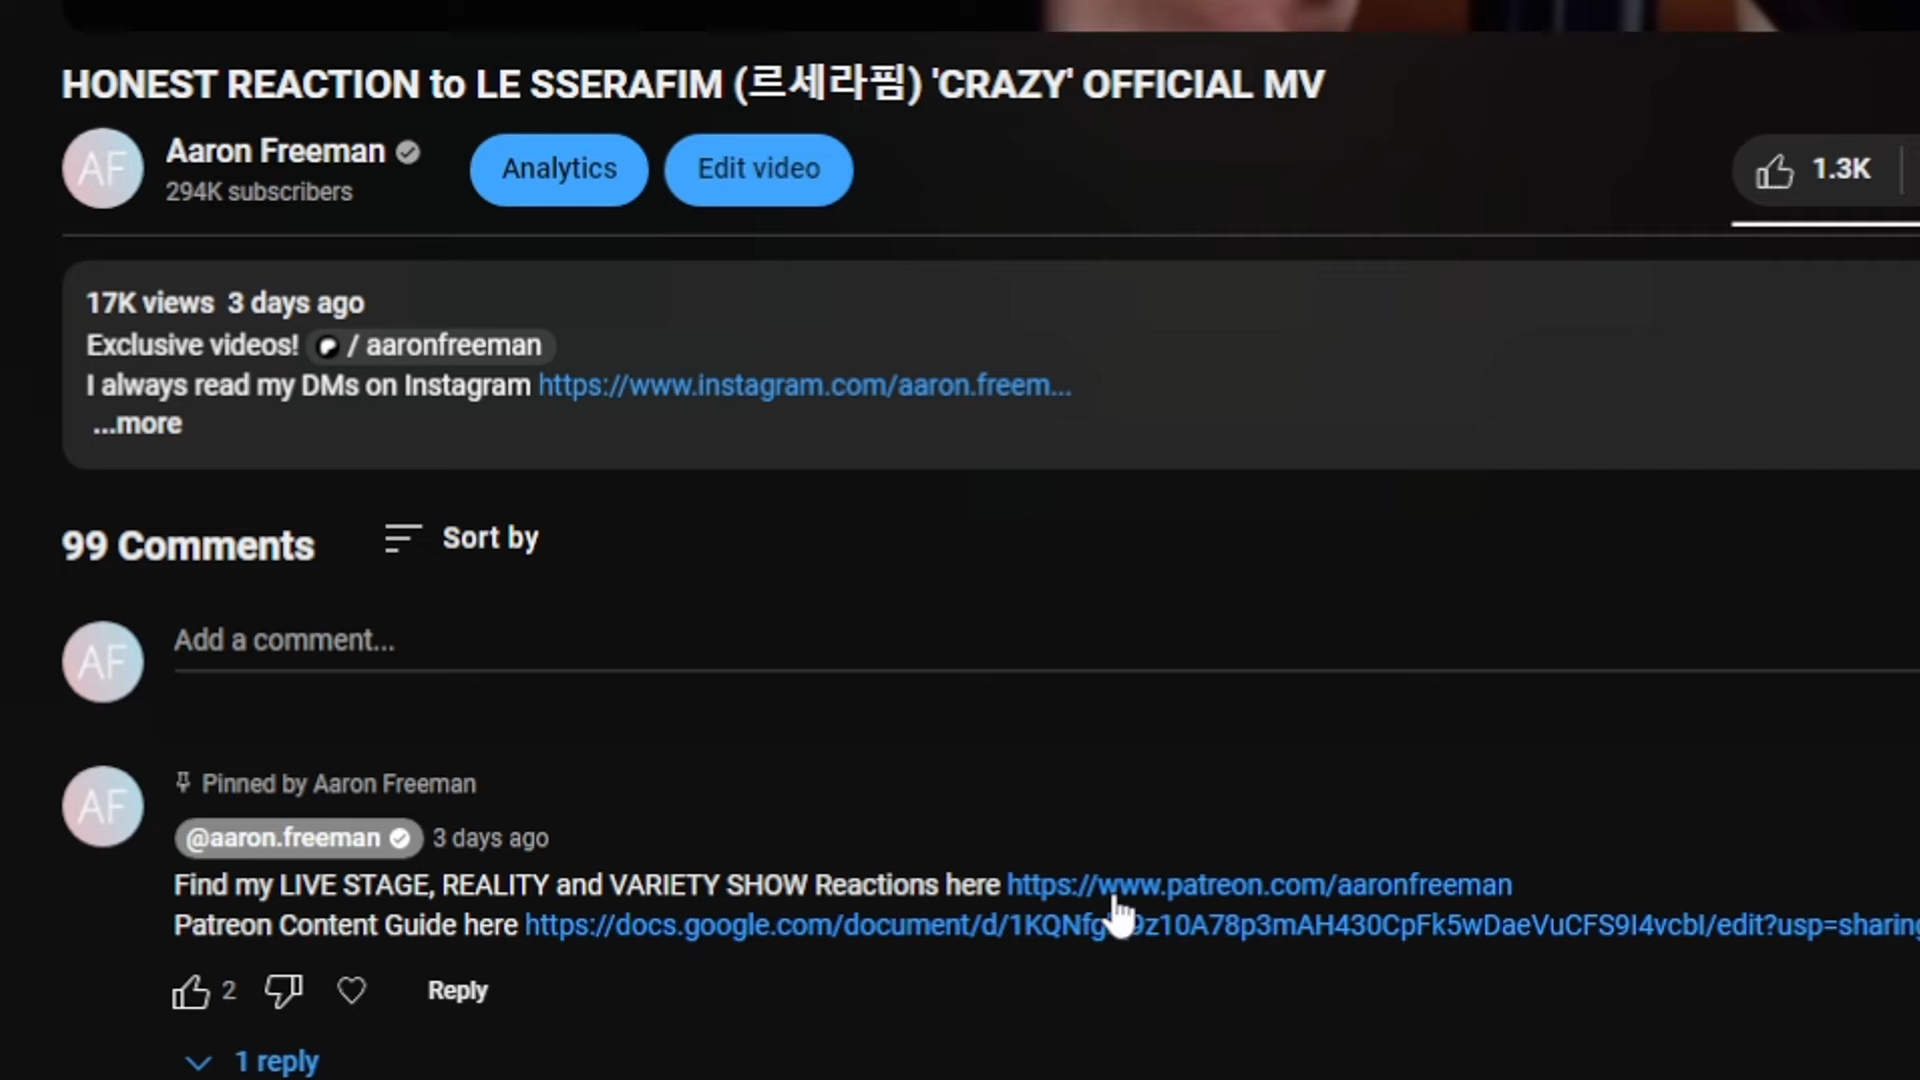 HONEST REACTION to LE SSERAFIM (르세라핌) 'CRAZY' OFFICIAL MV
AF
Aaron Freeman
294K subscribers
Analytics
Edit video
1.3K
17K views 3 days ago
Exclusive videos! / aaronfreeman
I always read my DMs on Instagram https://www.instagram.com/aaron.freem...
...more
99 Comments
Sort by
AF
Add a comment...
AF
Pinned by Aaron Freeman
@aaron.freeman 3 days ago
Find my LIVE STAGE, REALITY and VARIETY SHOW Reactions here https://www.patreon.com/aaronfreeman
Patreon Content Guide here
2
Reply
1 reply